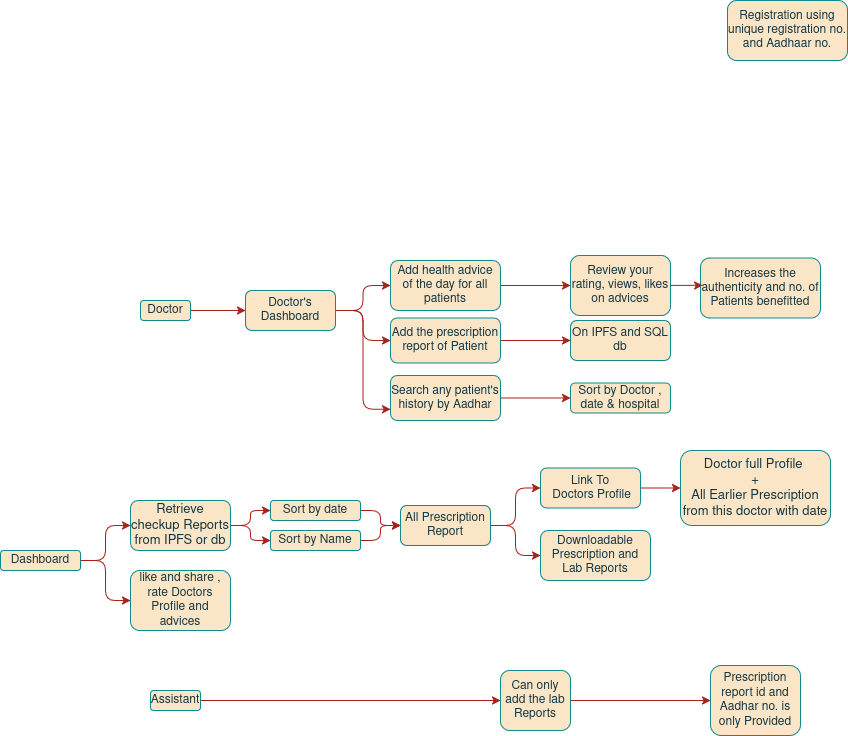 Registration using
unique registration no.
and Aadhaar no.
Doctor
Doctor's
Dashboard
Add health advice
of the day for all
patients
Review your
rating, views, likes
on advices
Increases the
authenticity and no. of
Patients benefitted
Add the prescription
report of Patient
On IPFS and SQL
db
Search any patient's
history by Aadhar
Sort by Doctor ,
date & hospital
Dashboard
Retrieve
checkup Reports
from IPFS or db
Sort by date
Sort by Name
All Prescription
Report
Link To
Doctors Profile
Doctor full Profile
+
All Earlier Prescription
from this doctor with date
Downloadable
Prescription and
Lab Reports
like and share ,
rate Doctors
Profile and
advices
Assistant
Can only
add the lab
Reports
Prescription
report id and
Aadhar no. is
only Provided